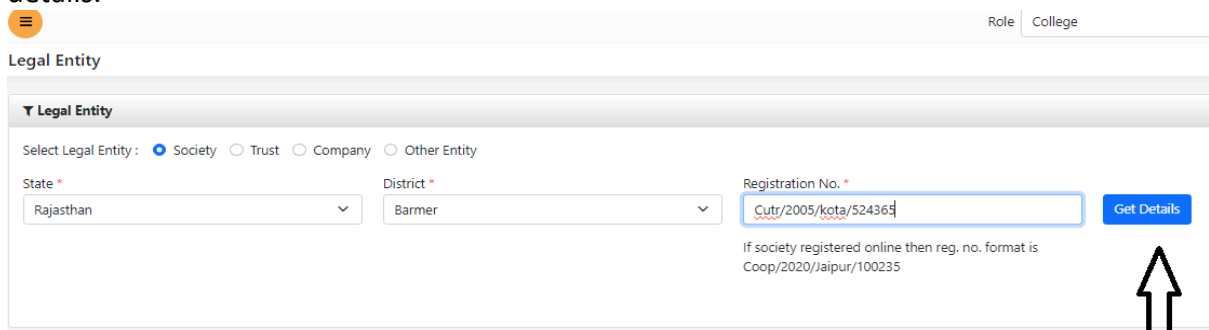 details.
Role College
Legal Entity
Legal Entity
Select Legal Entity : Society Trust Company Other Entity
State * District * Registration No. *
Rajasthan Barmer Cutr/2005/kota/524365 Get Details
If society registered online then reg. no. format is
Coop/2020/Jaipur/100235